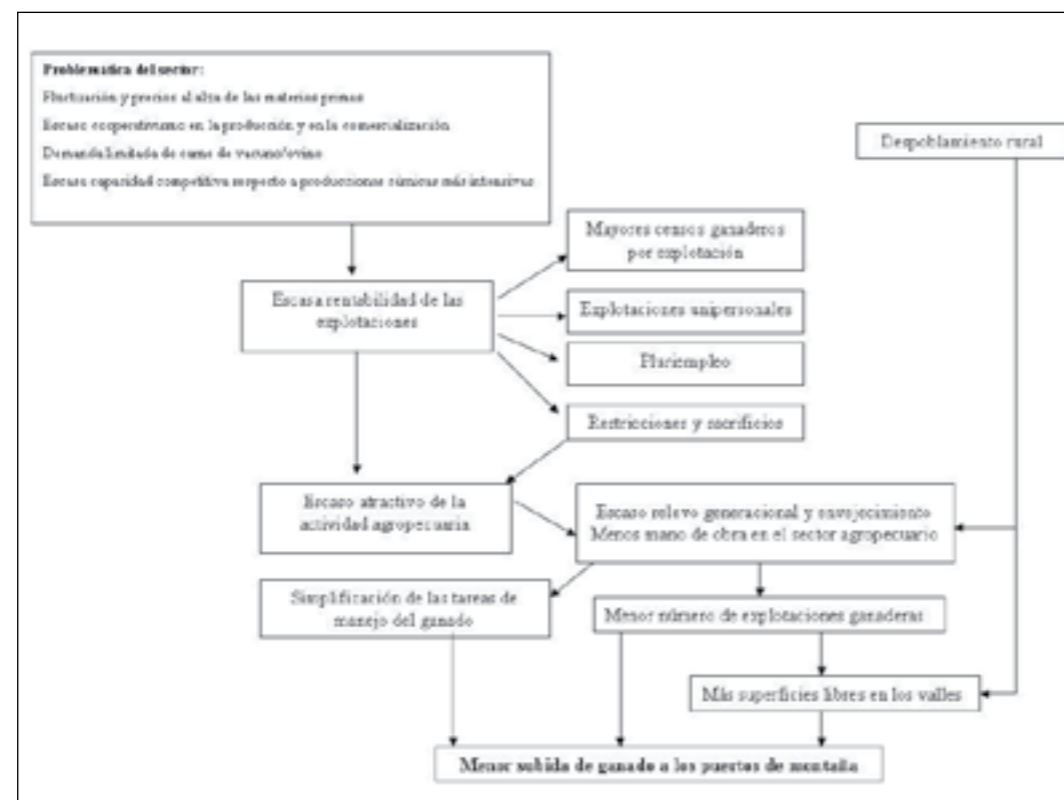 Problemática del sector:
Fluctuación y precios al alza de las materias primas
Escaso cooperativismo en la producción y en la comercialización
Demanda limitada de carne de vacuno/ovino
Escasa capacidad competitiva respecto a producciones cárnicas más intensivas
Despoblamiento rural
Mayores censos ganaderos
por explotación
Escasa rentabilidad de las
explotaciones
Explotaciones unipersonales
Pluriempleo
Restricciones y sacrificios
Escaso atractivo de la
actividad agropecuaria
Escaso relevo generacional y envejecimiento
Menos mano de obra en el sector agropecuario
Simplificación de las tareas de
manejo del ganado
Menor número de explotaciones ganaderas
Más superficies libres en los valles
Menor subida de ganado a los puertos de montaña